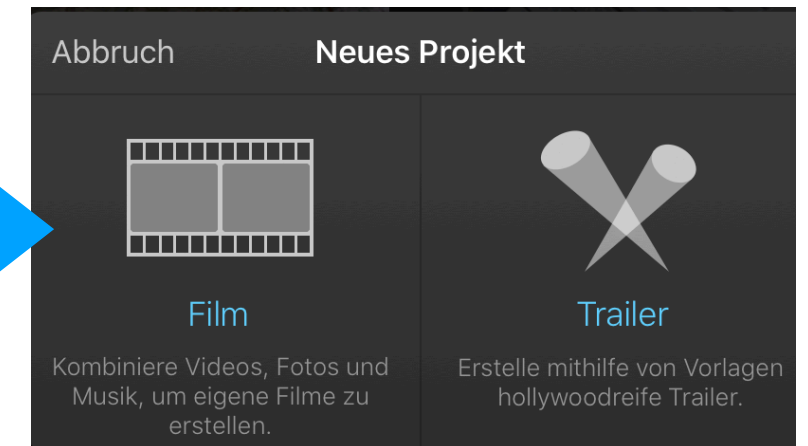 Abbruch
Neues Projekt
Film
Kombiniere Videos, Fotos und
Musik, um eigene Filme zu
erstellen.
Trailer
Erstelle mithilfe von Vorlagen
hollywoodreife Trailer.